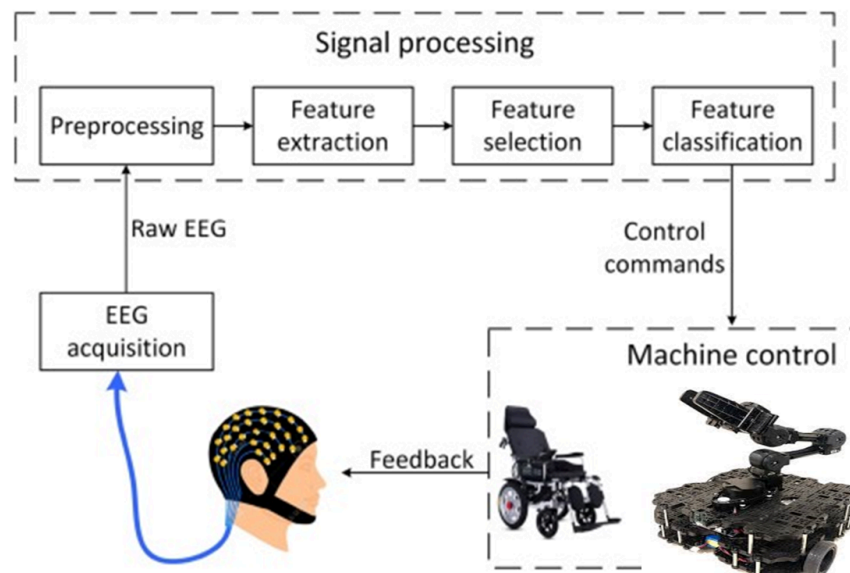 Signal processing
Preprocessing
Feature
extraction
Feature
selection
Feature
classification
Raw EEG
Control
commands
EEG
acquisition
Machine control
Feedback